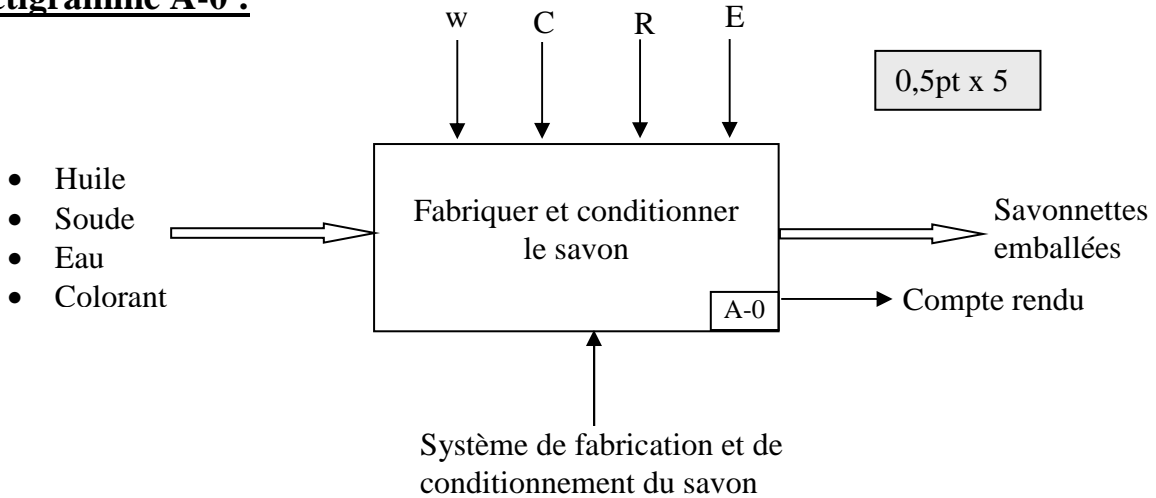 A-0 :
w
C
R
E
0,5pt x 5
• Huile
• Soude
• Eau
• Colorant
Fabriquer et conditionner
le savon
A-0
Savonnettes
emballées
Compte rendu
Système de fabrication et de
conditionnement du savon